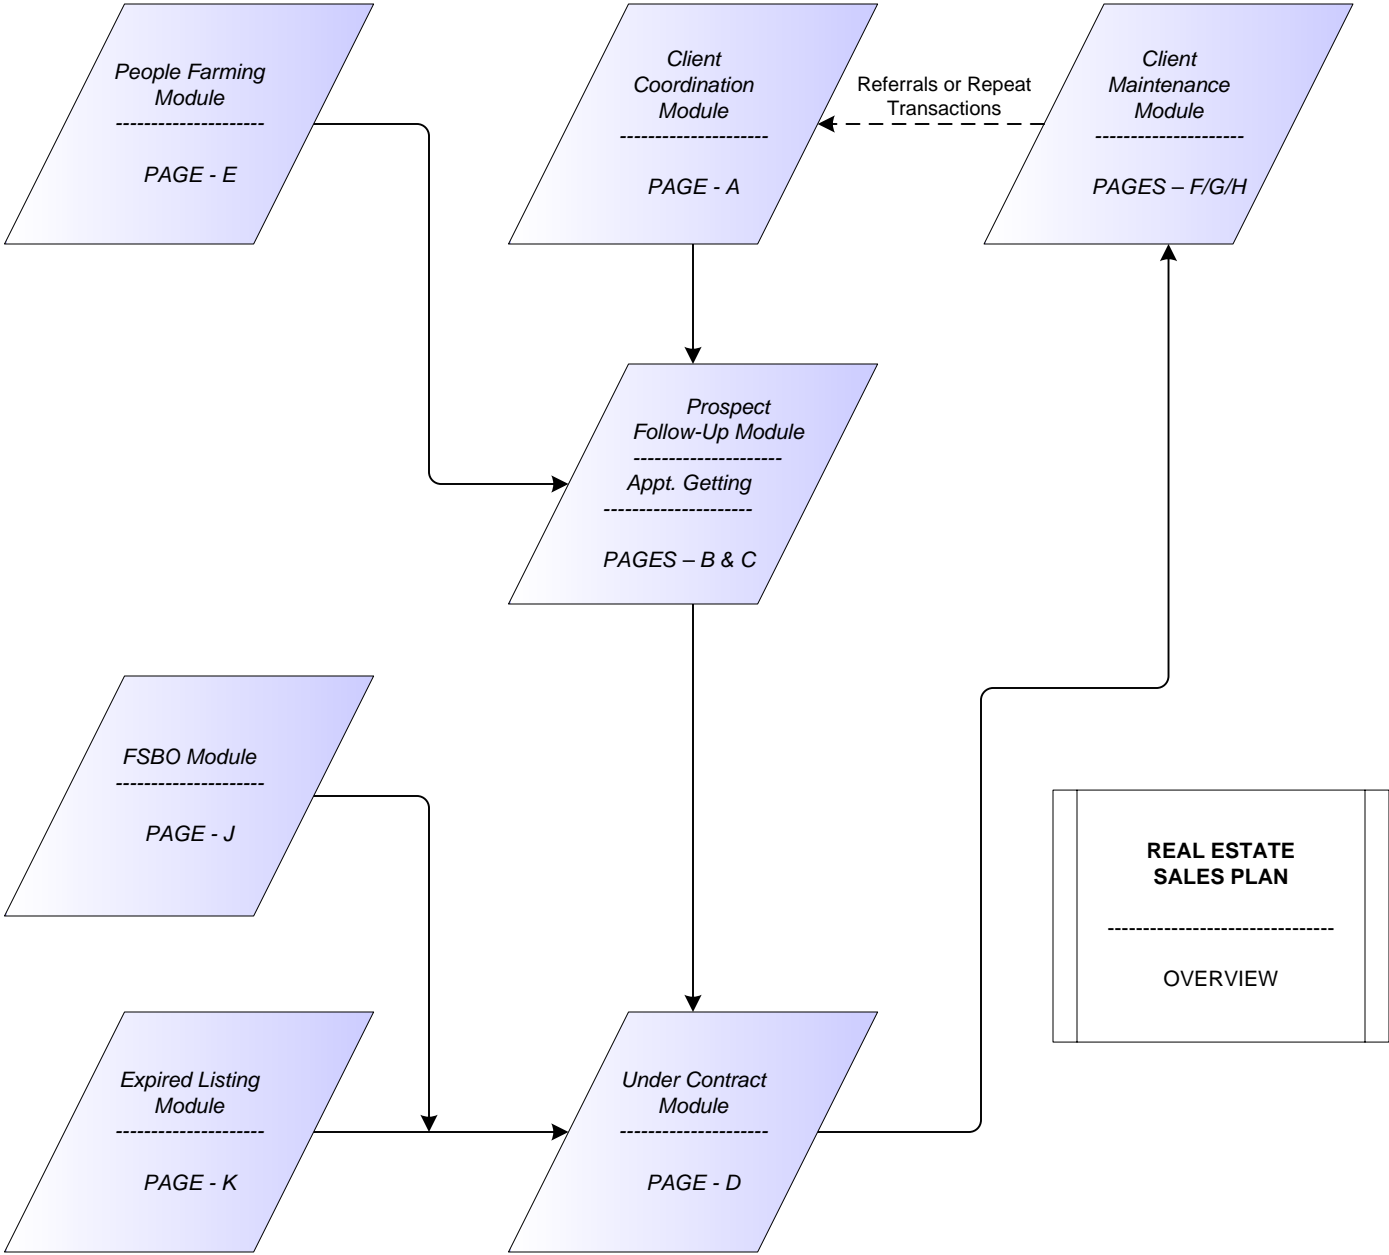 People Farming
Module
---------------------
PAGE - E
Client
Coordination
Module
---------------------
PAGE - A
Referrals or Repeat
Transactions
Client
Maintenance
Module
---------------------
PAGES – F/G/H
Prospect
Follow-Up Module
---------------------
Appt. Getting
---------------------
PAGES – B & C
FSBO Module
---------------------
PAGE - J
REAL ESTATE
SALES PLAN
--------------------------------
OVERVIEW
Expired Listing
Module
---------------------
PAGE - K
Under Contract
Module
---------------------
PAGE - D